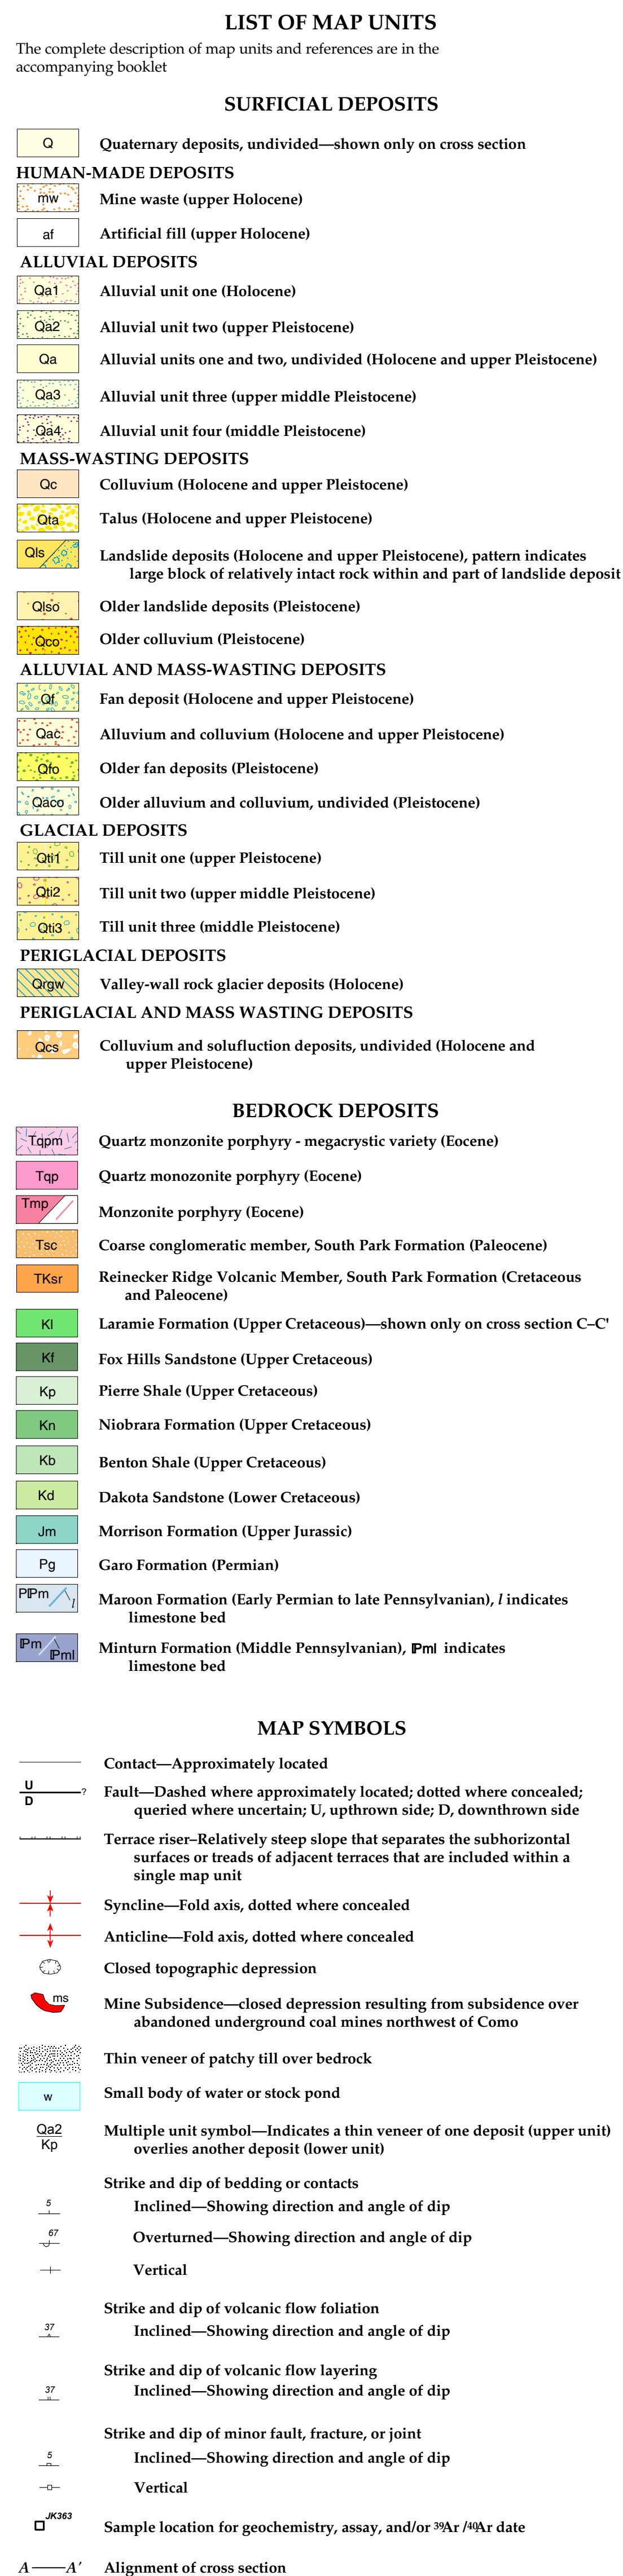 LIST OF MAP UNITS
The complete description of map units and references are in the
accompanying booklet
SURFICIAL DEPOSITS
Q Quaternary deposits, undivided—shown only on cross section
HUMAN-MADE DEPOSITS
mw Mine waste (upper Holocene)
af Artificial fill (upper Holocene)
ALLUVIAL DEPOSITS
Qa1 Alluvial unit one (Holocene)
Qa2 Alluvial unit two (upper Pleistocene)
Qa Alluvial units one and two, undivided (Holocene and upper Pleistocene)
Qa3 Alluvial unit three (upper middle Pleistocene)
Qa4 Alluvial unit four (middle Pleistocene)
MASS-WASTING DEPOSITS
Qc Colluvium (Holocene and upper Pleistocene)
Qta Talus (Holocene and upper Pleistocene)
Qls Landslide deposits (Holocene and upper Pleistocene), pattern indicates
large block of relatively intact rock within and part of landslide deposit
Qlso Older landslide deposits (Pleistocene)
Qco Older colluvium (Pleistocene)
ALLUVIAL AND MASS-WASTING DEPOSITS
Qf Fan deposit (Holocene and upper Pleistocene)
Qac Alluvium and colluvium (Holocene and upper Pleistocene)
Qfo Older fan deposits (Pleistocene)
Qaco Older alluvium and colluvium, undivided (Pleistocene)
GLACIAL DEPOSITS
Qti1 Till unit one (upper Pleistocene)
Qti2 Till unit two (upper middle Pleistocene)
Qti3 Till unit three (middle Pleistocene)
PERIGLACIAL DEPOSITS
Qrgw Valley-wall rock glacier deposits (Holocene)
PERIGLACIAL AND MASS WASTING DEPOSITS
Qcs Colluvium and solufluction deposits, undivided (Holocene and
upper Pleistocene)
BEDROCK DEPOSITS
Tqpm Quartz monzonite porphyry - megacrystic variety (Eocene)
Tqp Quartz monozonite porphyry (Eocene)
Tmp Monzonite porphyry (Eocene)
Tsc Coarse conglomeratic member, South Park Formation (Paleocene)
TKsr Reinecker Ridge Volcanic Member, South Park Formation (Cretaceous
and Paleocene)
Kl Laramie Formation (Upper Cretaceous)—shown only on cross section C–C'
Kf Fox Hills Sandstone (Upper Cretaceous)
Kp Pierre Shale (Upper Cretaceous)
Kn Niobrara Formation (Upper Cretaceous)
Kb Benton Shale (Upper Cretaceous)
Kd Dakota Sandstone (Lower Cretaceous)
Jm Morrison Formation (Upper Jurassic)
Pg Garo Formation (Permian)
PℙPm l Maroon Formation (Early Permian to late Pennsylvanian), l indicates
limestone bed
ℙm ℙml Minturn Formation (Middle Pennsylvanian), ℙml indicates
limestone bed
MAP SYMBOLS
Contact—Approximately located
U D ? Fault—Dashed where approximately located; dotted where concealed;
queried where uncertain; U, upthrown side; D, downthrown side
Terrace riser–Relatively steep slope that separates the subhorizontal
surfaces or treads of adjacent terraces that are included within a
single map unit
Syncline—Fold axis, dotted where concealed
Anticline—Fold axis, dotted where concealed
Closed topographic depression
ms Mine Subsidence—closed depression resulting from subsidence over
abandoned underground coal mines northwest of Como
Thin veneer of patchy till over bedrock
w Small body of water or stock pond
Qa2 Multiple unit symbol—Indicates a thin veneer of one deposit (upper unit)
Kp overlies another deposit (lower unit)
Strike and dip of bedding or contacts
5 Inclined—Showing direction and angle of dip
67 Overturned—Showing direction and angle of dip
Vertical
Strike and dip of volcanic flow foliation
37 Inclined—Showing direction and angle of dip
Strike and dip of volcanic flow layering
37 Inclined—Showing direction and angle of dip
Strike and dip of minor fault, fracture, or joint
5 Inclined—Showing direction and angle of dip
Vertical
JK363 Sample location for geochemistry, assay, and/or ³⁹Ar /⁴⁰Ar date
A—A' Alignment of cross section